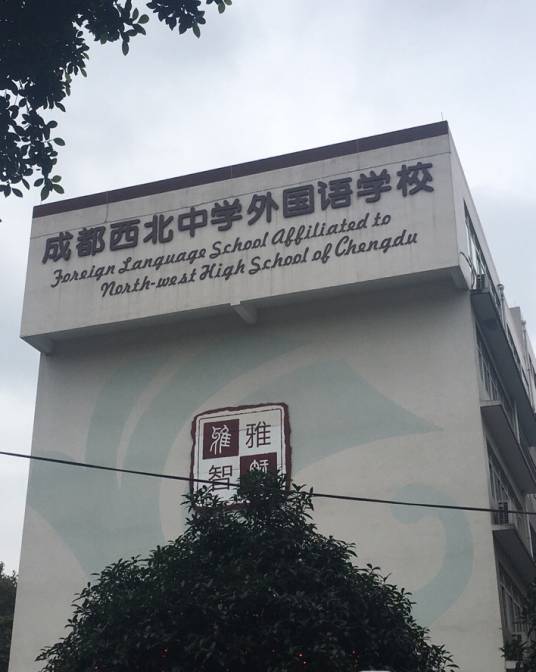 成都西北中学外国语学校
Foreign Language School Affiliated to
North-west High School of Chengdu
雅 雅
智